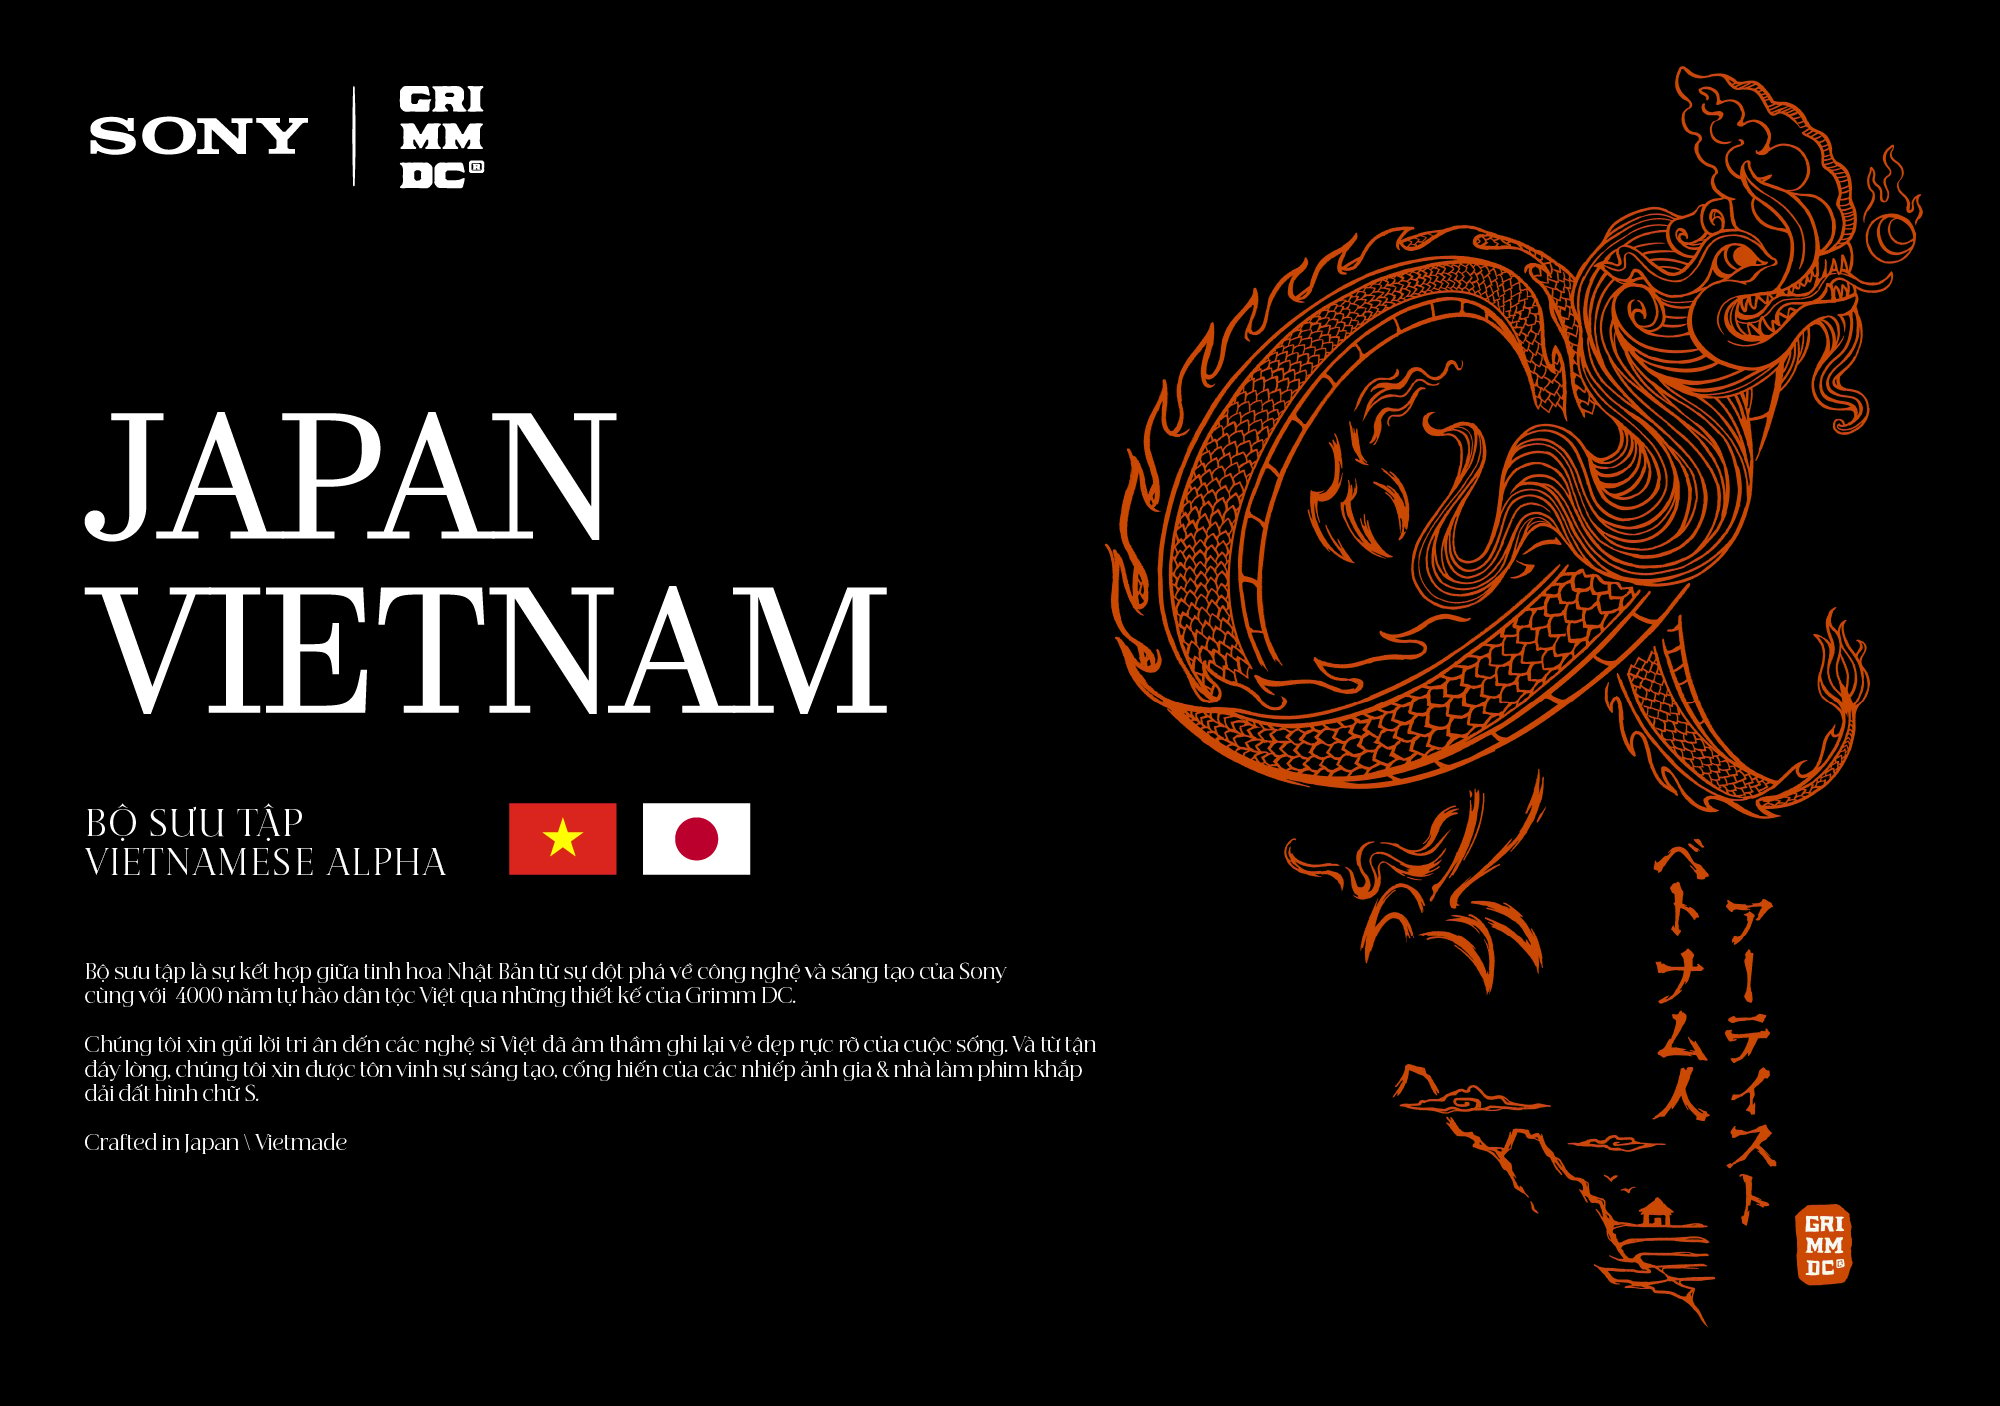 SONY
GRI
MM
DC®
JAPAN
VIETNAM
BỘ SƯU TẬP
VIETNAMESE ALPHA
Bộ sưu tập là sự kết hợp giữa tinh hoa Nhật Bản từ sự đột phá về công nghệ và sáng tạo của Sony
cùng với 4000 năm tự hào dân tộc Việt qua những thiết kế của Grimm DC.
Chúng tôi xin gửi lời tri ân đến các nghệ sĩ Việt đã âm thầm ghi lại vẻ đẹp rực rỡ của cuộc sống. Và từ tận
đáy lòng, chúng tôi xin được tôn vinh sự sáng tạo, cống hiến của các nhiếp ảnh gia & nhà làm phim khắp
dải đất hình chữ S.
Crafted in Japan \ Vietmade
ベトナム人
アーティスト
GRI
MM
DC®